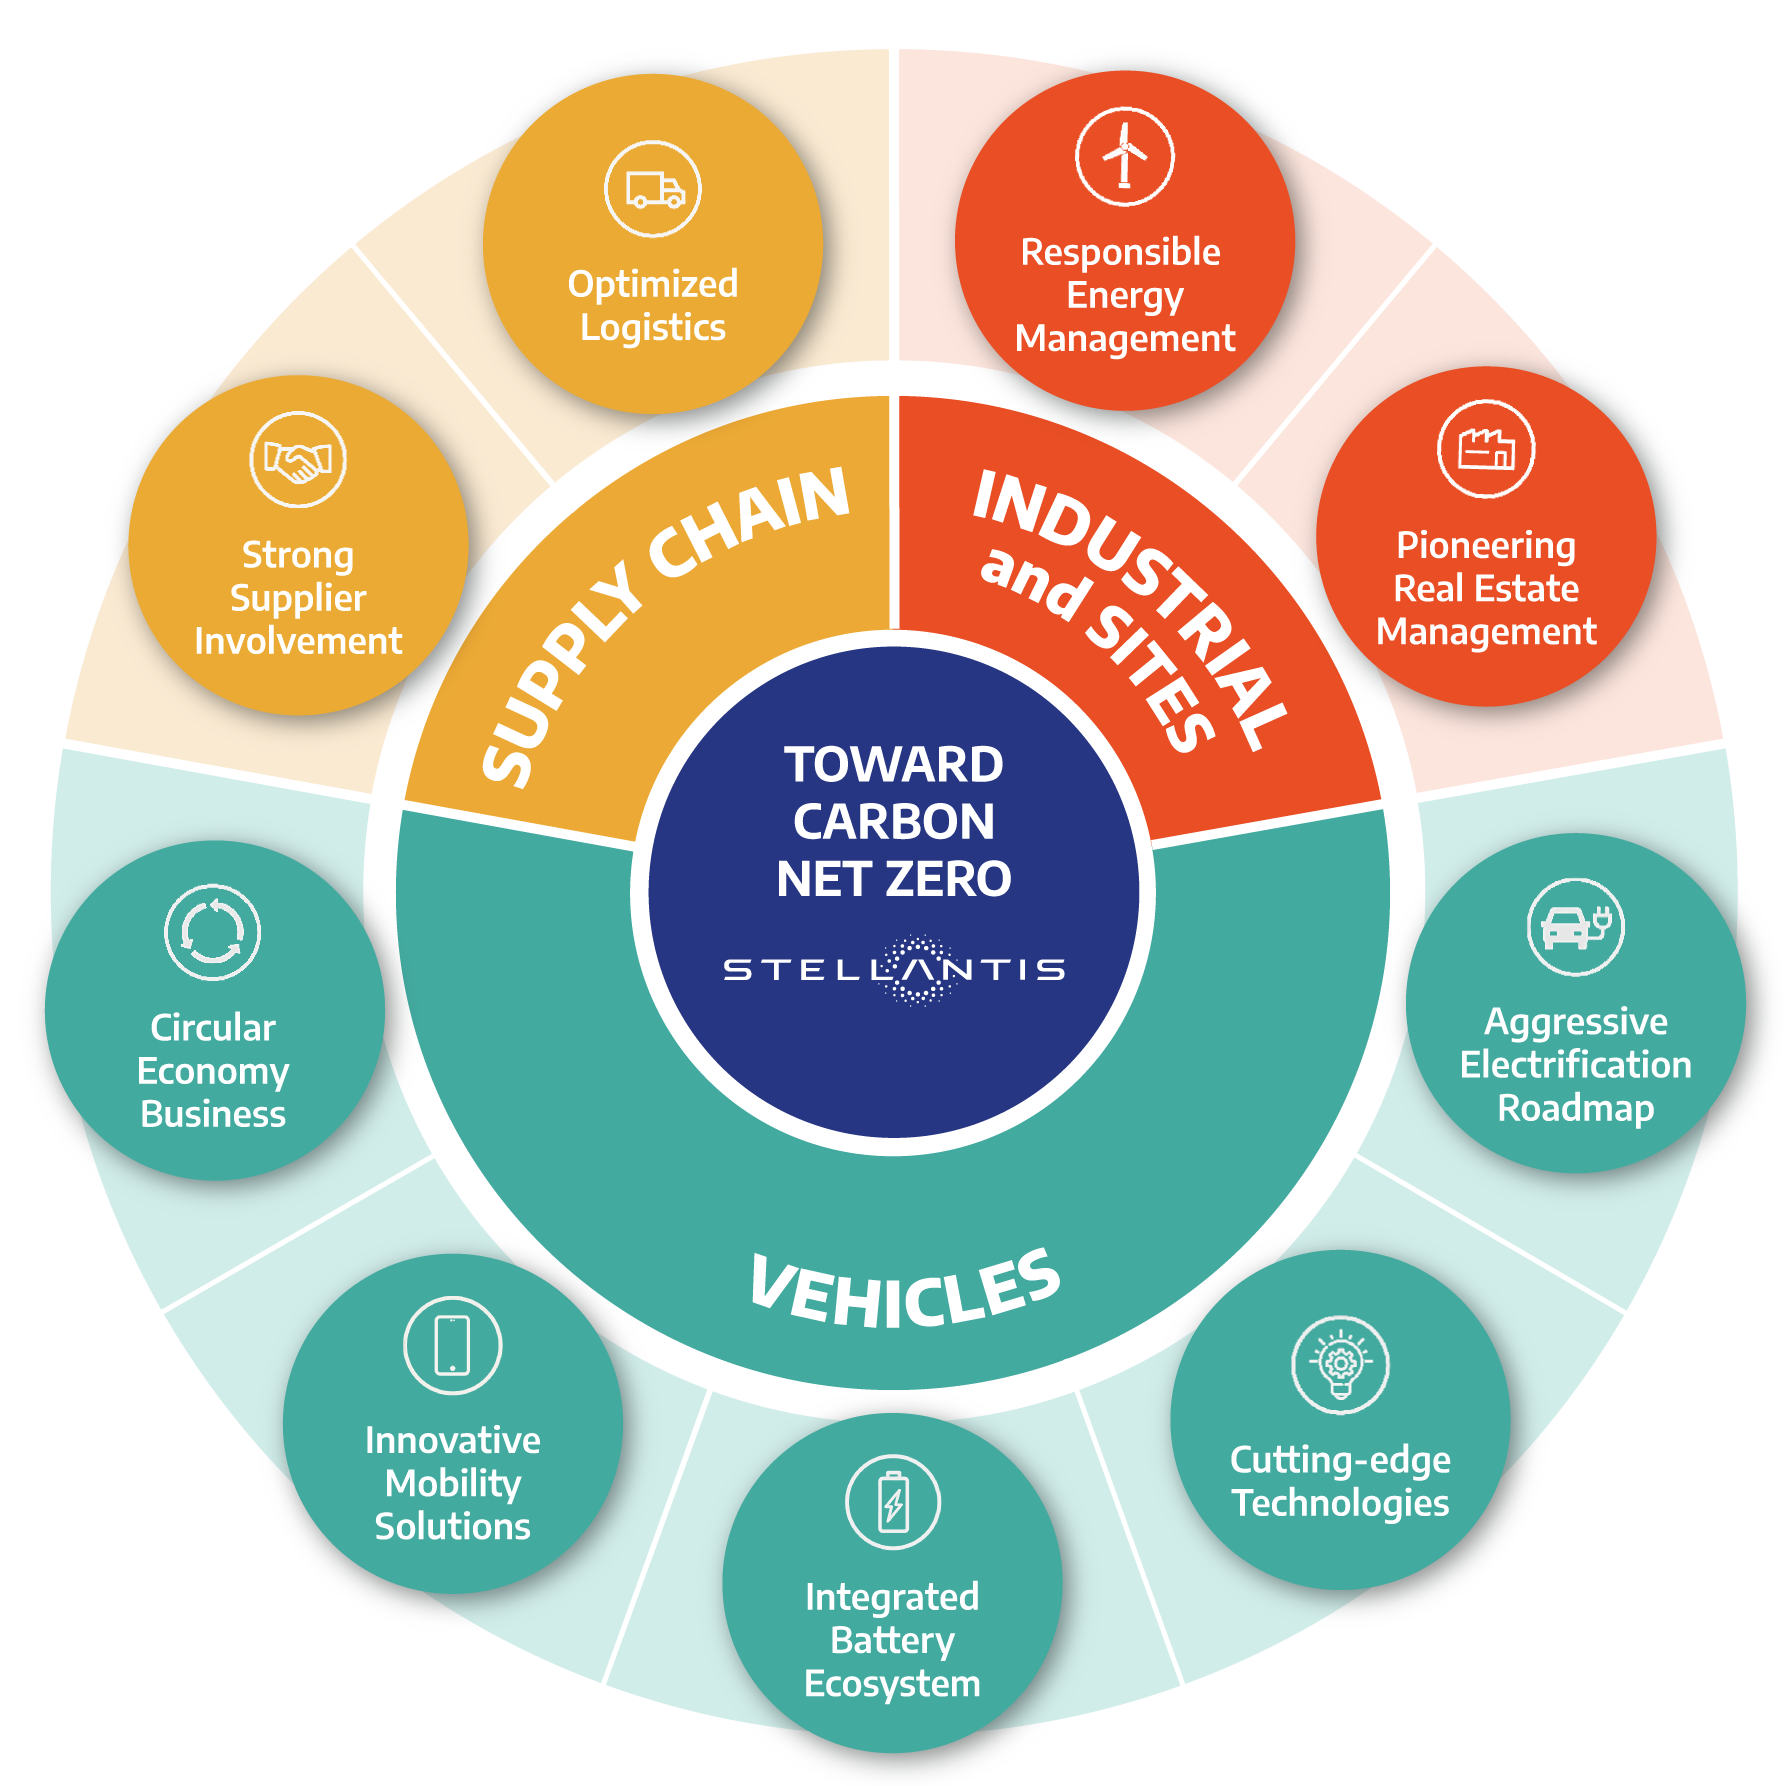 TOWARD
CARBON
NET ZERO
STELLANTIS
INDUSTRIAL
and SITES
Responsible
Energy
Management
Pioneering
Real Estate
Management
VEHICLES
Aggressive
Electrification
Roadmap
Cutting-edge
Technologies
Integrated
Battery
Ecosystem
Innovative
Mobility
Solutions
Circular
Economy
Business
SUPPLY CHAIN
Strong
Supplier
Involvement
Optimized
Logistics